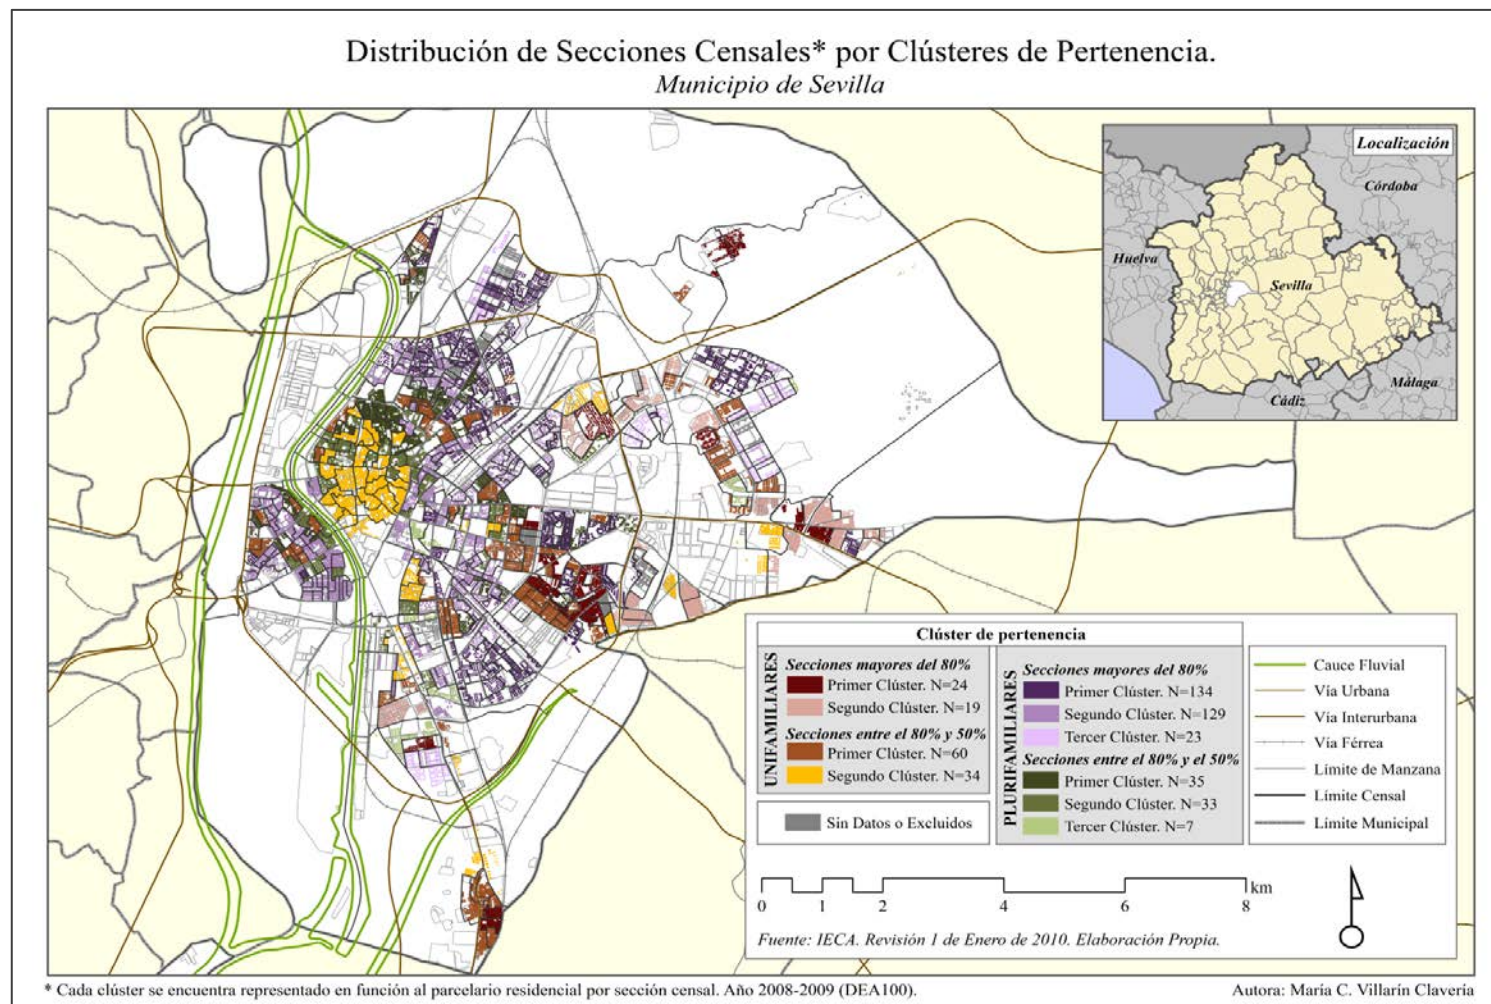 Distribución de Secciones Censales* por Clústeres de Pertenencia.
Municipio de Sevilla
Localización
Córdoba
Huelva
Sevilla
Málaga
Cádiz
Clúster de pertenencia
UNIFAMILIARES
Secciones mayores del 80%
Primer Clúster. N=24
Segundo Clúster. N=19
Secciones entre el 80% y 50%
Primer Clúster. N=60
Segundo Clúster. N=34
Sin Datos o Excluidos
PLURIFAMILIARES
Secciones mayores del 80%
Primer Clúster. N=134
Segundo Clúster. N=129
Tercer Clúster. N=23
Secciones entre el 80% y el 50%
Primer Clúster. N=35
Segundo Clúster. N=33
Tercer Clúster. N=7
Cauce Fluvial
Vía Urbana
Vía Interurbana
Vía Férrea
Límite de Manzana
Límite Censal
Límite Municipal
km
0 1 2 4 6 8
Fuente: IECA. Revisión 1 de Enero de 2010. Elaboración Propia.
* Cada clúster se encuentra representado en función al parcelario residencial por sección censal. Año 2008-2009 (DEA100).
Autora: María C. Villarín Clavería